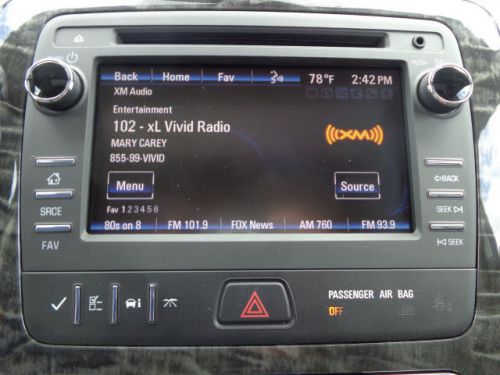 Back Home Fav 78°F 2:42 PM
XM Audio
Entertainment
102 - xL Vivid Radio
MARY CAREY
855-99-VIVID
XM
Menu
Source
Fav 1 2 3 4 5 6
80s on 8 FM 101.9 FOX News AM 760 FM 93.9
SRCE
FAV
BACK
SEEK
SEEK
PASSENGER AIR BAG
OFF